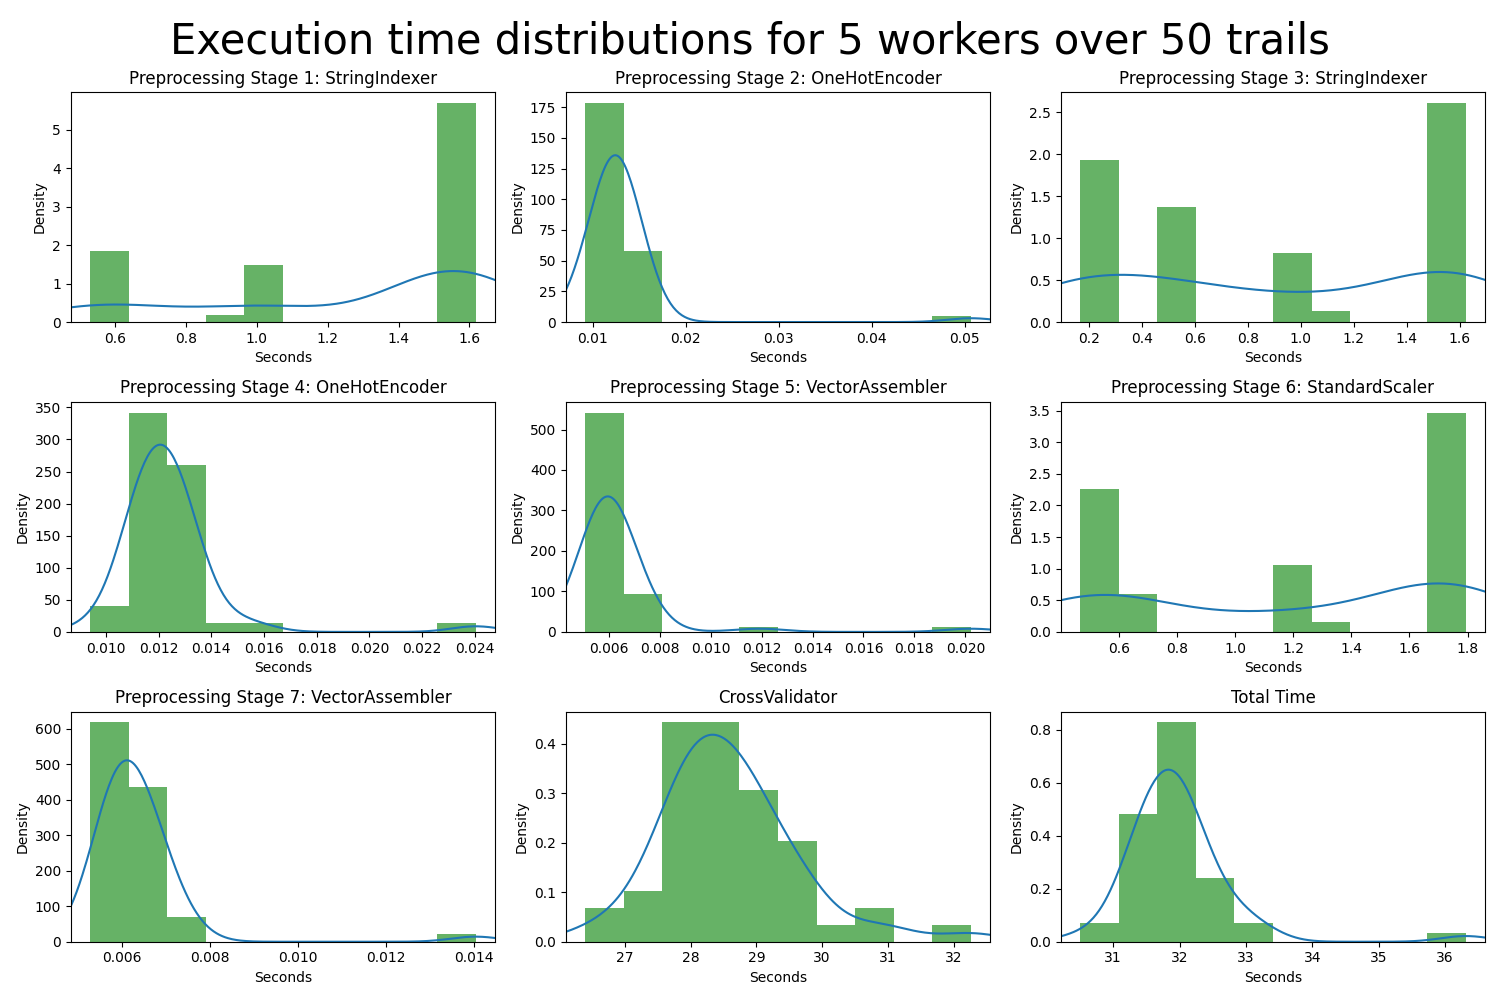 Execution time distributions for 5 workers over 50 trails
Preprocessing Stage 1: StringIndexer
Density
5
4
3
2
1
0
0.6 0.8 1.0 1.2 1.4 1.6
Seconds
Preprocessing Stage 2: OneHotEncoder
Density
175
150
125
100
75
50
25
0
0.01 0.02 0.03 0.04 0.05
Seconds
Preprocessing Stage 3: StringIndexer
Density
2.5
2.0
1.5
1.0
0.5
0.0
0.2 0.4 0.6 0.8 1.0 1.2 1.4 1.6
Seconds
Preprocessing Stage 4: OneHotEncoder
Density
350
300
250
200
150
100
50
0
0.010 0.012 0.014 0.016 0.018 0.020 0.022 0.024
Seconds
Preprocessing Stage 5: VectorAssembler
Density
500
400
300
200
100
0
0.006 0.008 0.010 0.012 0.014 0.016 0.018 0.020
Seconds
Preprocessing Stage 6: StandardScaler
Density
3.5
3.0
2.5
2.0
1.5
1.0
0.5
0.0
0.6 0.8 1.0 1.2 1.4 1.6 1.8
Seconds
Preprocessing Stage 7: VectorAssembler
Density
600
500
400
300
200
100
0
0.006 0.008 0.010 0.012 0.014
Seconds
CrossValidator
Density
0.4
0.3
0.2
0.1
0.0
27 28 29 30 31 32
Seconds
Total Time
Density
0.8
0.6
0.4
0.2
0.0
31 32 33 34 35 36
Seconds